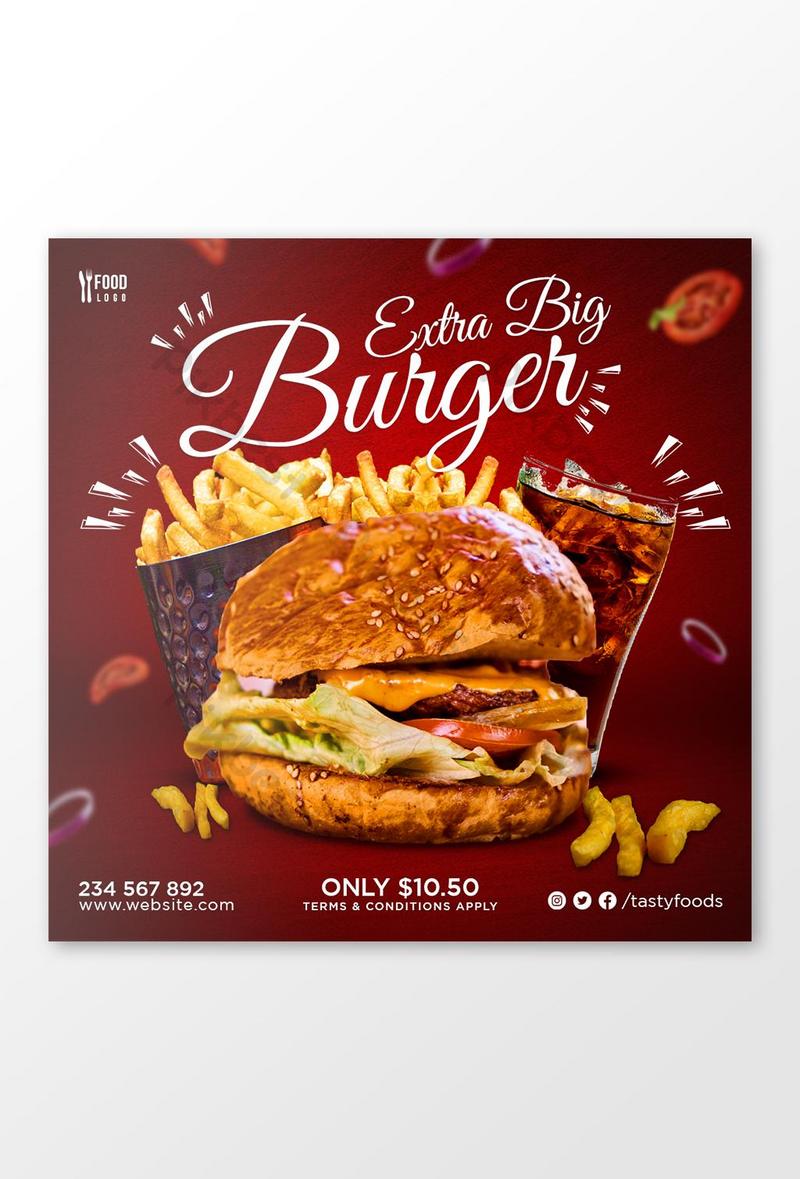 FOOD
LOGO
Extra Big
Burger
234 567 892
www.website.com
ONLY $10.50
TERMS & CONDITIONS APPLY
/tastyfoods